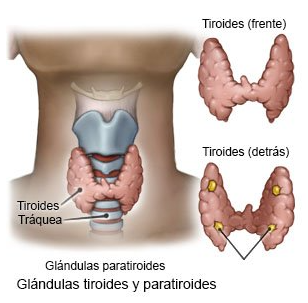 Tiroides (frente)
Tiroides (detrás)
Tiroides
Tráquea
Glándulas paratiroides
Glándulas tiroides y paratiroides